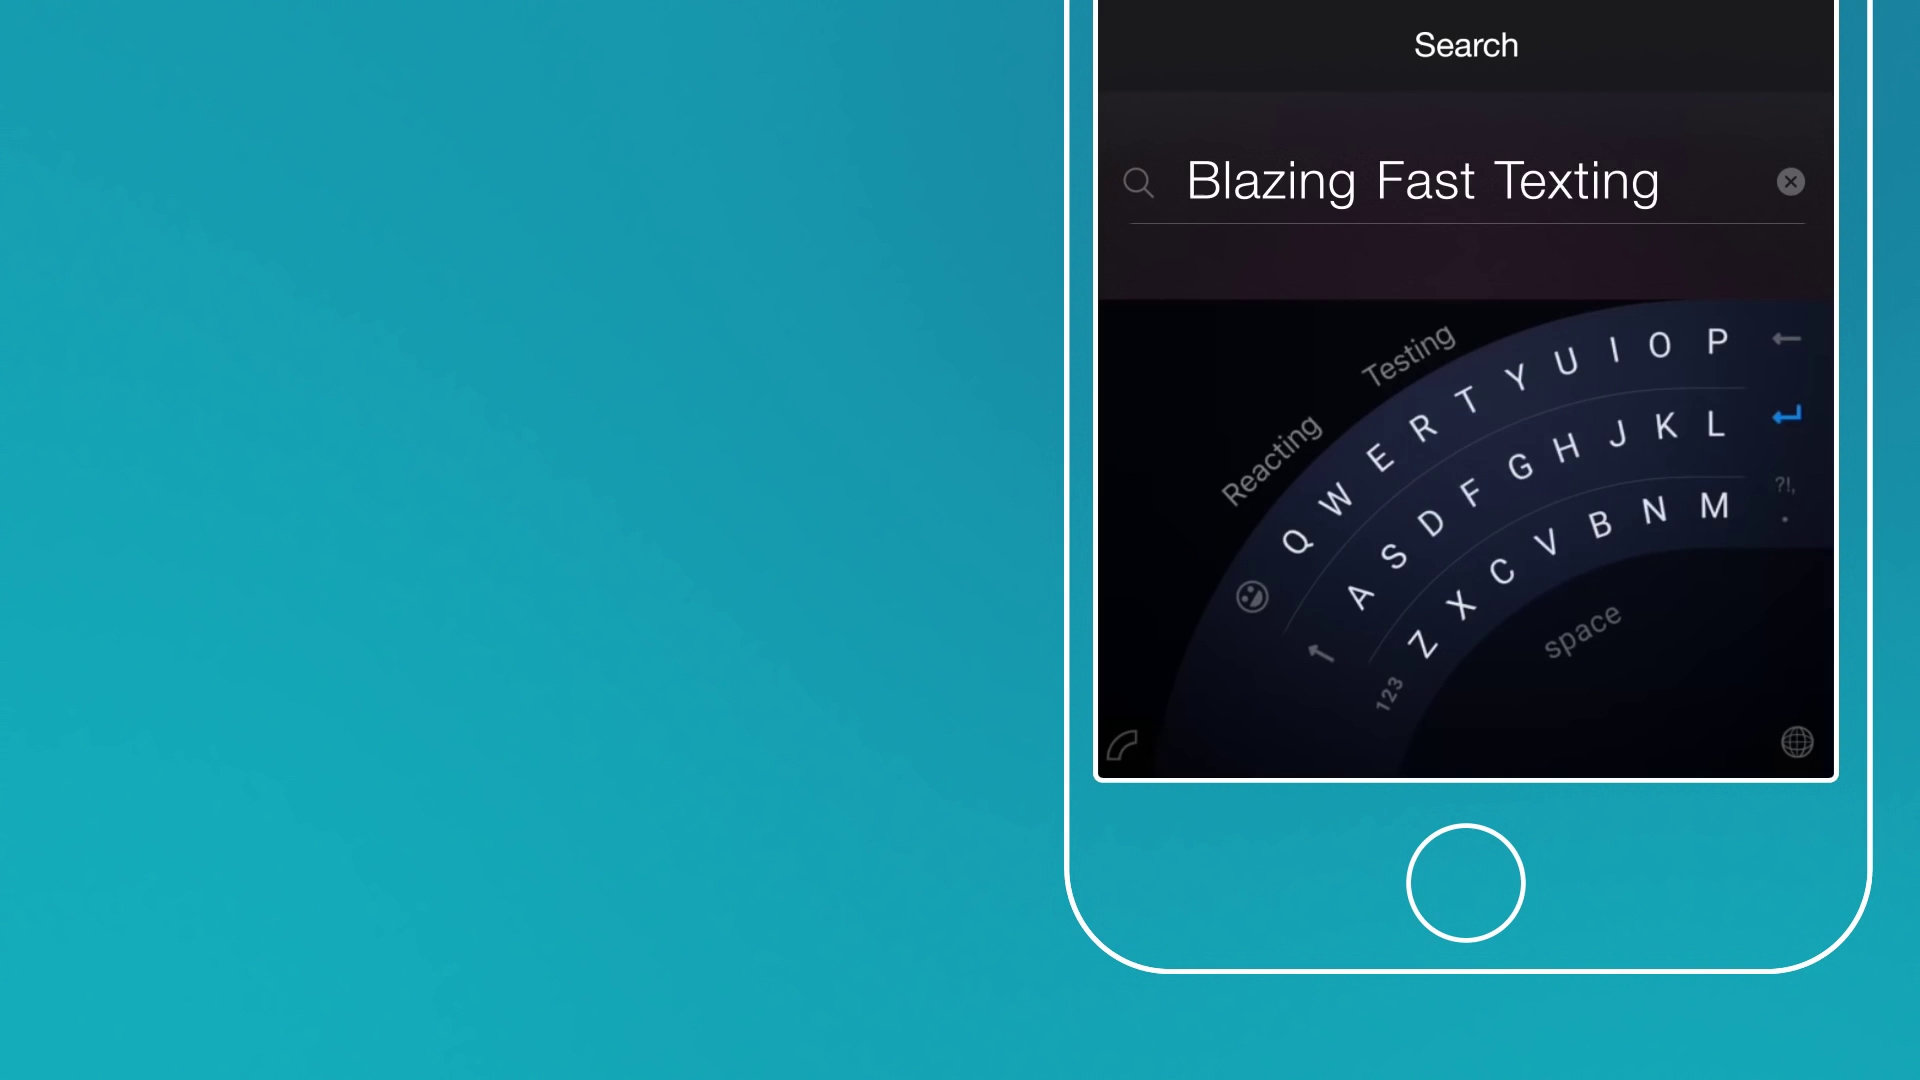 Search
Blazing Fast Texting
Reacting Testing
Q W E R T Y U I O P
A S D F G H J K L
Z X C V B N M
?!,
.
123
space